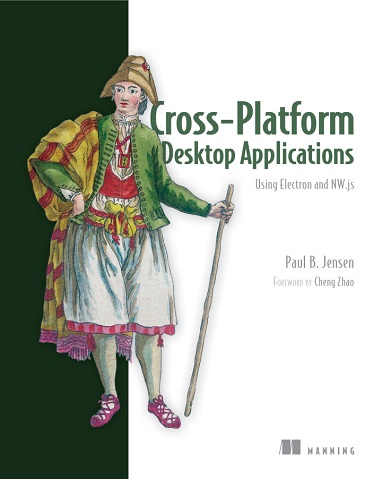 Cross-Platform
Desktop Applications
Using Electron and NW.js
Paul B. Jensen
FOREWORD BY Cheng Zhao
MANNING